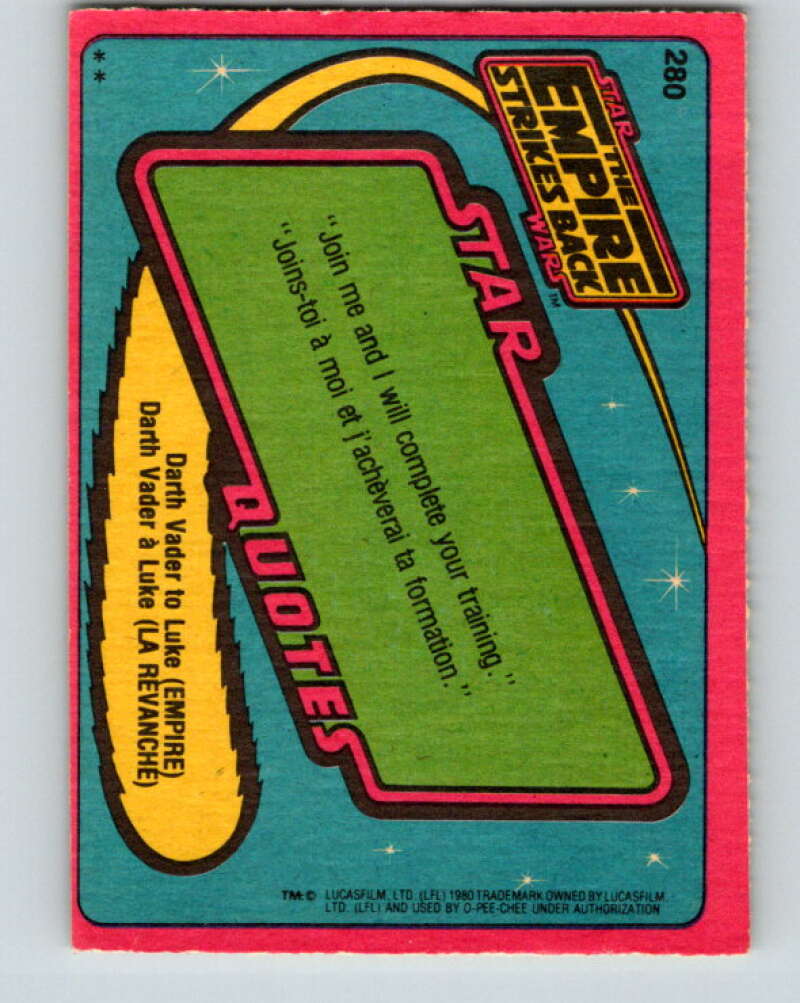 280
STAR
THE
EMPIRE
STRIKES BACK
WARS™
STAR
"Join me and I will complete your training."
"Joins-toi à moi et j'achèverai ta formation."
QUOTES
Darth Vader to Luke (EMPIRE)
Darth Vader à Luke (LA REVANCHE)
**
TM: © LUCASFILM, LTD. (LFL) 1980 TRADEMARK OWNED BY LUCASFILM,
LTD. (LFL) AND USED BY O-PEE-CHEE UNDER AUTHORIZATION